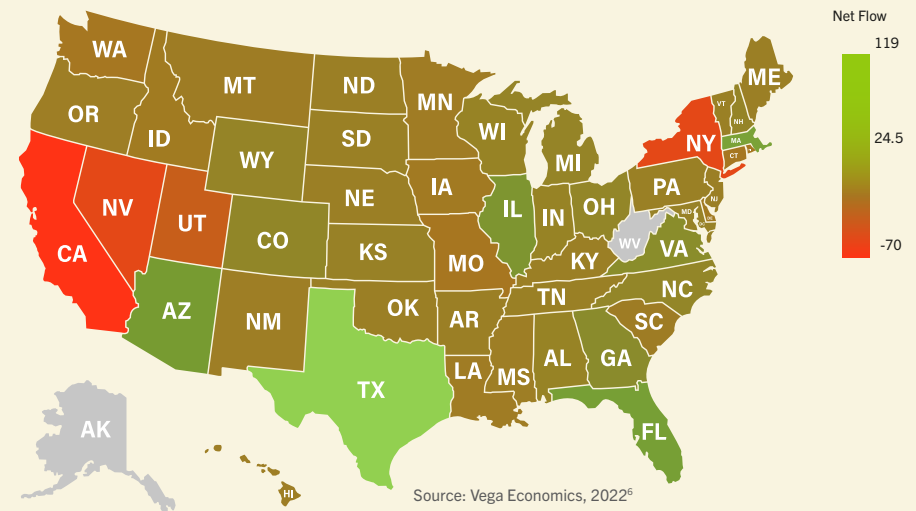 Net Flow
119
24.5
-70
WA
OR
CA
NV
ID
MT
WY
UT
AZ
CO
NM
ND
SD
NE
KS
OK
TX
MN
IA
MO
AR
LA
WI
IL
MI
IN
OH
KY
TN
MS
AL
GA
FL
SC
NC
VA
WV
PA
NY
ME
VT
NH
MA
CT
NJ
MD
AK
HI
Source: Vega Economics, 2022⁶